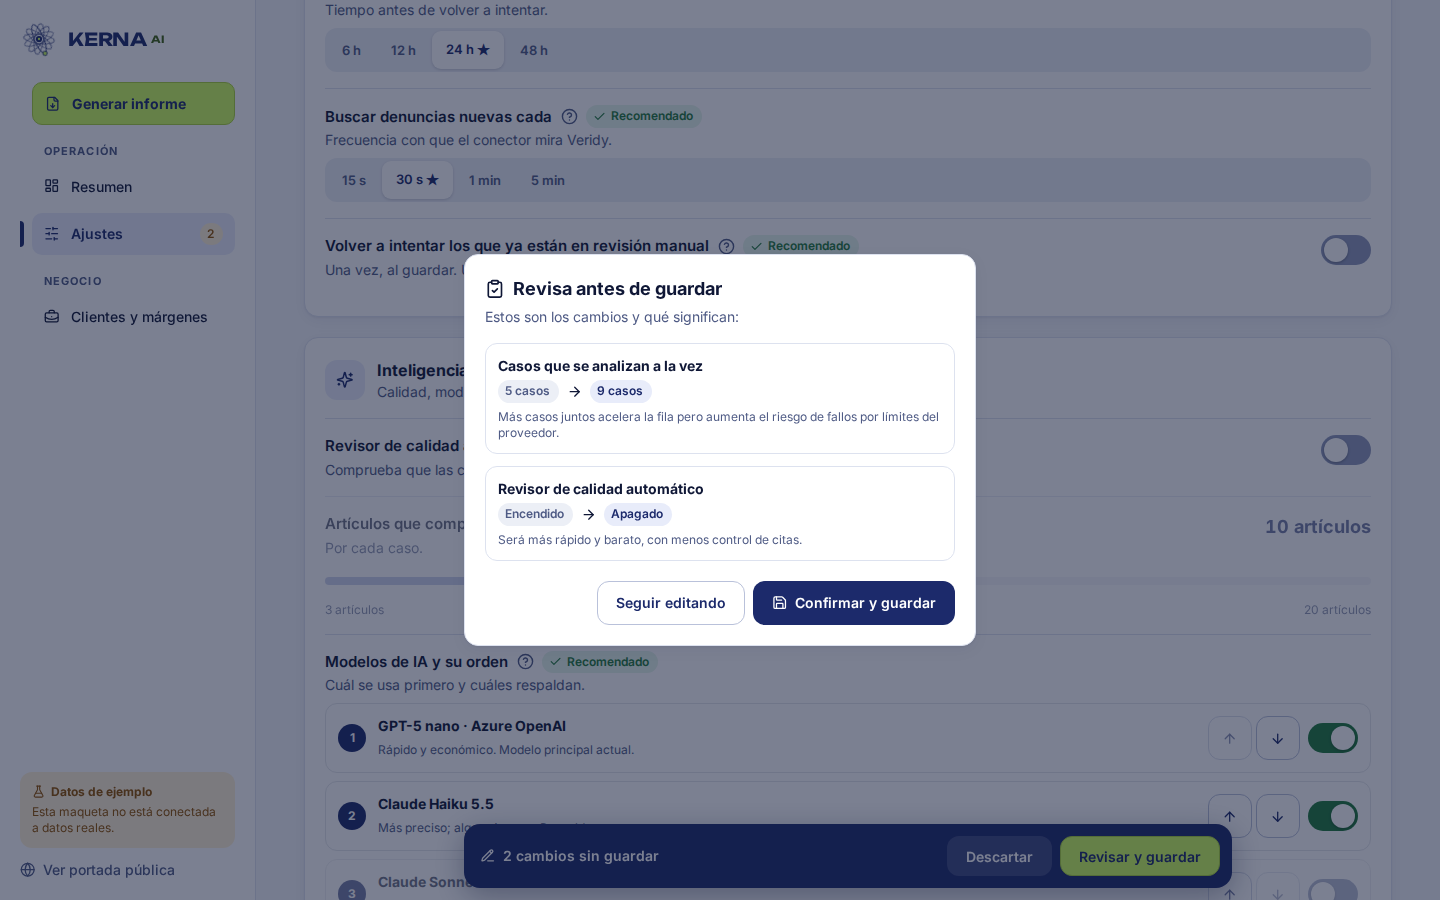 KERNA AI
Generar informe
OPERACIÓN
Resumen
Ajustes
2
NEGOCIO
Clientes y márgenes
Datos de ejemplo
Esta maqueta no está conectada
a datos reales.
Ver portada pública
Tiempo antes de volver a intentar.
6 h
12 h
24 h ★
48 h
Buscar denuncias nuevas cada
Recomendado
Frecuencia con que el conector mira Veridy.
15 s
30 s ★
1 min
5 min
Volver a intentar los que ya están en revisión manual
Recomendado
Una vez, al guardar.
Inteligencia
Calidad,
Revisor de calidad
Comprueba que las
Artículos que
Por cada caso.
10 artículos
3 artículos
20 artículos
Modelos de IA y su orden
Recomendado
Cuál se usa primero y cuáles respaldan.
1
GPT-5 nano · Azure OpenAI
Rápido y económico. Modelo principal actual.
2
Claude Haiku 5.5
Más preciso;
3
Claude
Revisa antes de guardar
Estos son los cambios y qué significan:
Casos que se analizan a la vez
5 casos → 9 casos
Más casos juntos acelera la fila pero aumenta el riesgo de fallos por límites del
proveedor.
Revisor de calidad automático
Encendido → Apagado
Será más rápido y barato, con menos control de citas.
Seguir editando
Confirmar y guardar
2 cambios sin guardar
Descartar
Revisar y guardar